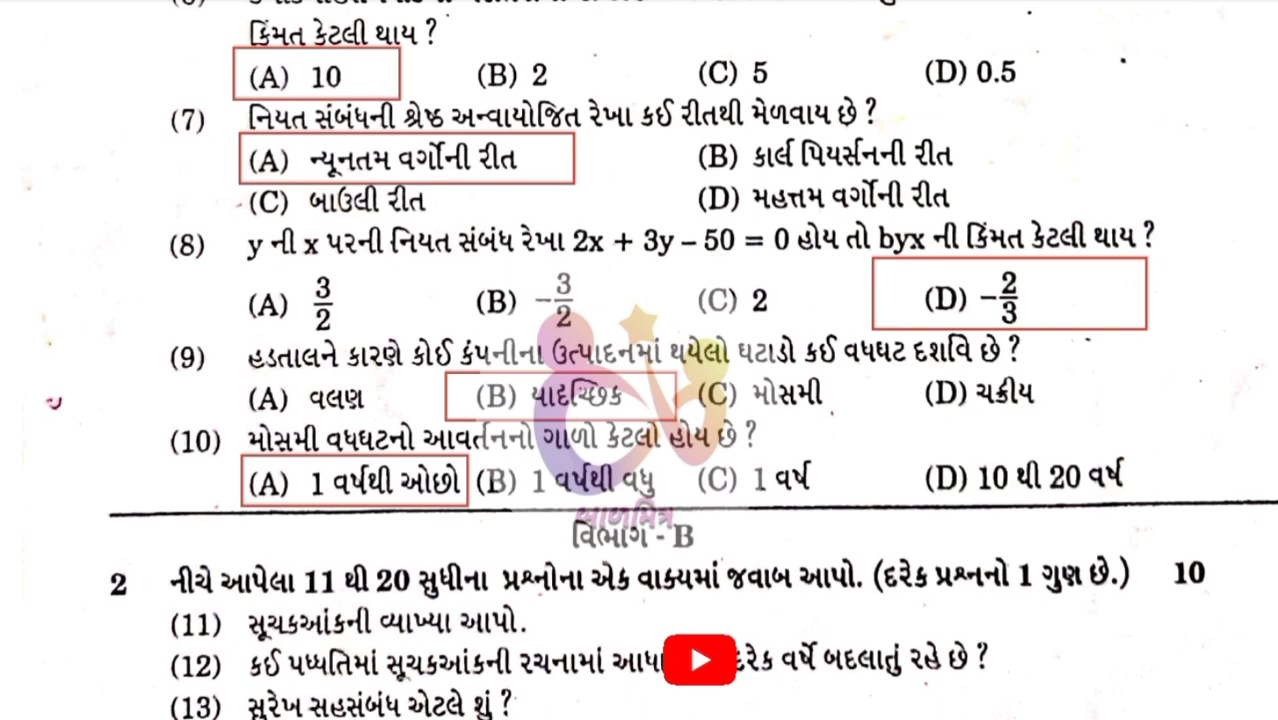 કિંમત કેટલી થાય ?
(A) 10 (B) 2 (C) 5 (D) 0.5
(7) નિયત સંબંધની શ્રેષ્ઠ અન્વાયોજિત રેખા કઈ રીતથી મેળવાય છે ?
(A) ન્યૂનતમ વર્ગોની રીત (B) કાર્લ પિયર્સનની રીત
(C) બાઉલી રીત (D) મહત્તમ વર્ગોની રીત
(8) y ની x પરની નિયત સંબંધ રેખા 2x + 3y – 50 = 0 હોય તો byx ની કિંમત કેટલી થાય ?
(A) 3/2 (B) –3/2 (C) 2 (D) –2/3
(9) હડતાલને કારણે કોઈ કંપનીના ઉત્પાદનમાં થયેલો ઘટાડો કઈ વધઘટ દર્શાવે છે ?
(A) વલણ (B) યાદચ્છિક (C) મોસમી (D) ચક્રીય
(10) મોસમી વધઘટનો આવર્તનનો ગાળો કેટલો હોય છે ?
(A) 1 વર્ષથી ઓછો (B) 1 વર્ષથી વધુ (C) 1 વર્ષ (D) 10 થી 20 વર્ષ
બાળમિત્ર
વિભાગ - B
2 નીચે આપેલા 11 થી 20 સુધીના પ્રશ્નોના એક વાક્યમાં જવાબ આપો. (દરેક પ્રશ્નનો 1 ગુણ છે.) 10
(11) સૂચકઆંકની વ્યાખ્યા આપો.
(12) કઈ પધ્ધતિમાં સૂચકઆંકની રચનામાં દરેક વર્ષે બદલાતું રહે છે ?
(13) સુરેખ સહસંબંધ એટલે શું ?